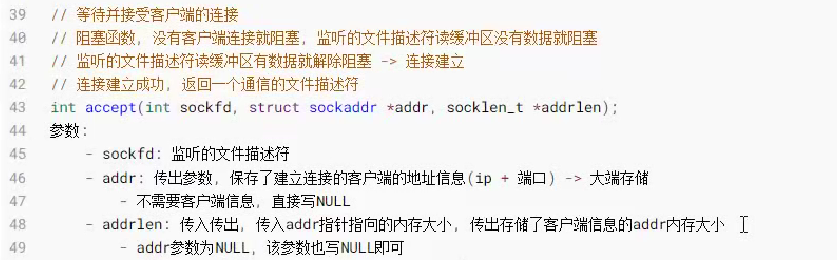 39 // 等待并接受客户端的连接
40 // 阻塞函数, 没有客户端连接就阻塞, 监听的文件描述符读缓冲区没有数据就阻塞
41 // 监听的文件描述符读缓冲区有数据就解除阻塞 -> 连接建立
42 // 连接建立成功, 返回一个通信的文件描述符
43 int accept(int sockfd, struct sockaddr *addr, socklen_t *addrlen);
44 参数:
45 - sockfd: 监听的文件描述符
46 - addr: 传出参数, 保存了建立连接的客户端的地址信息(ip + 端口) -> 大端存储
47 - 不需要客户端信息, 直接写NULL
48 - addrlen: 传入传出, 传入addr指针指向的内存大小, 传出存储了客户端信息的addr内存大小
49 - addr参数为NULL, 该参数也写NULL即可